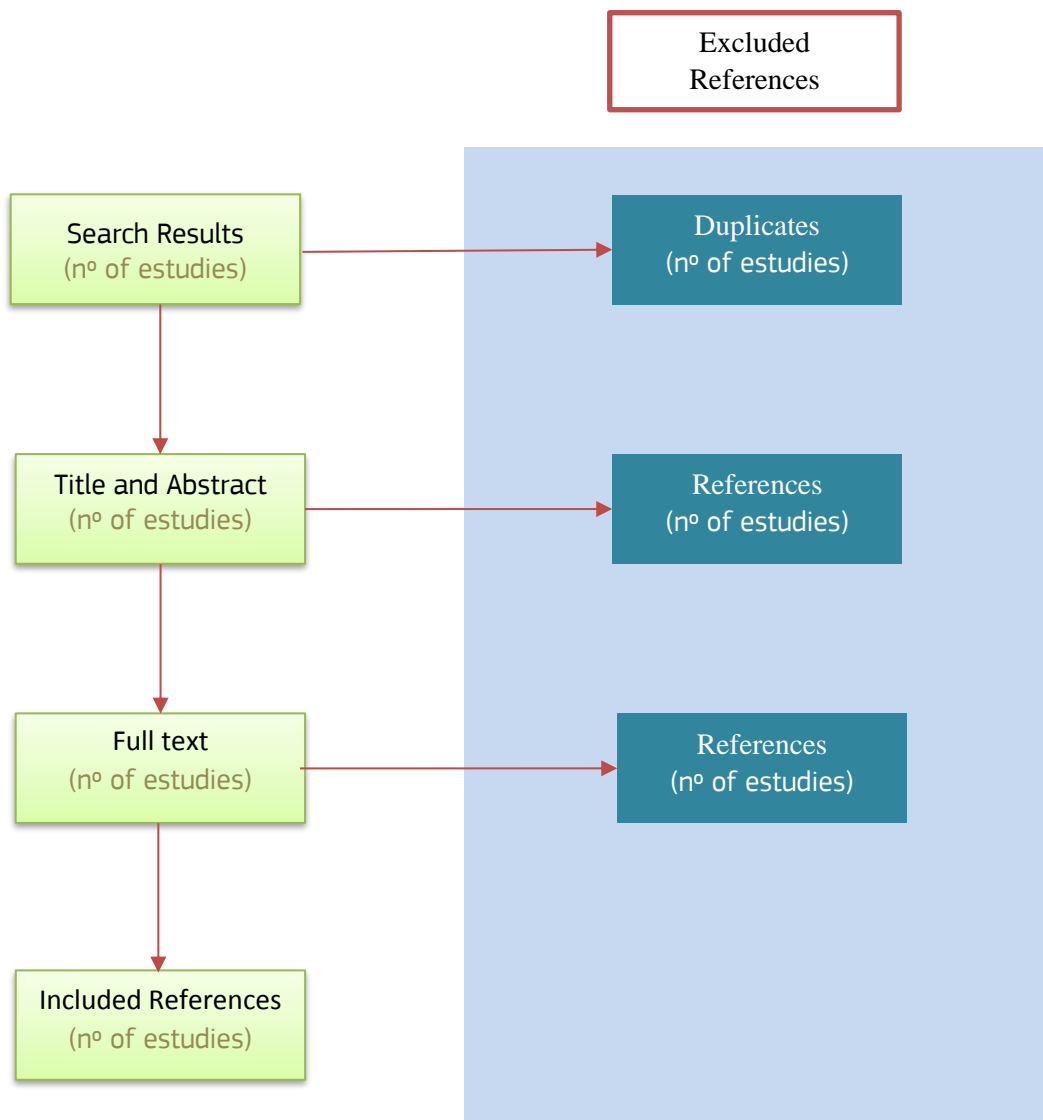 Excluded
References
Search Results
(nº of estudies)
Duplicates
(nº of estudies)
Title and Abstract
(nº of estudies)
References
(nº of estudies)
Full text
(nº of estudies)
References
(nº of estudies)
Included References
(nº of estudies)